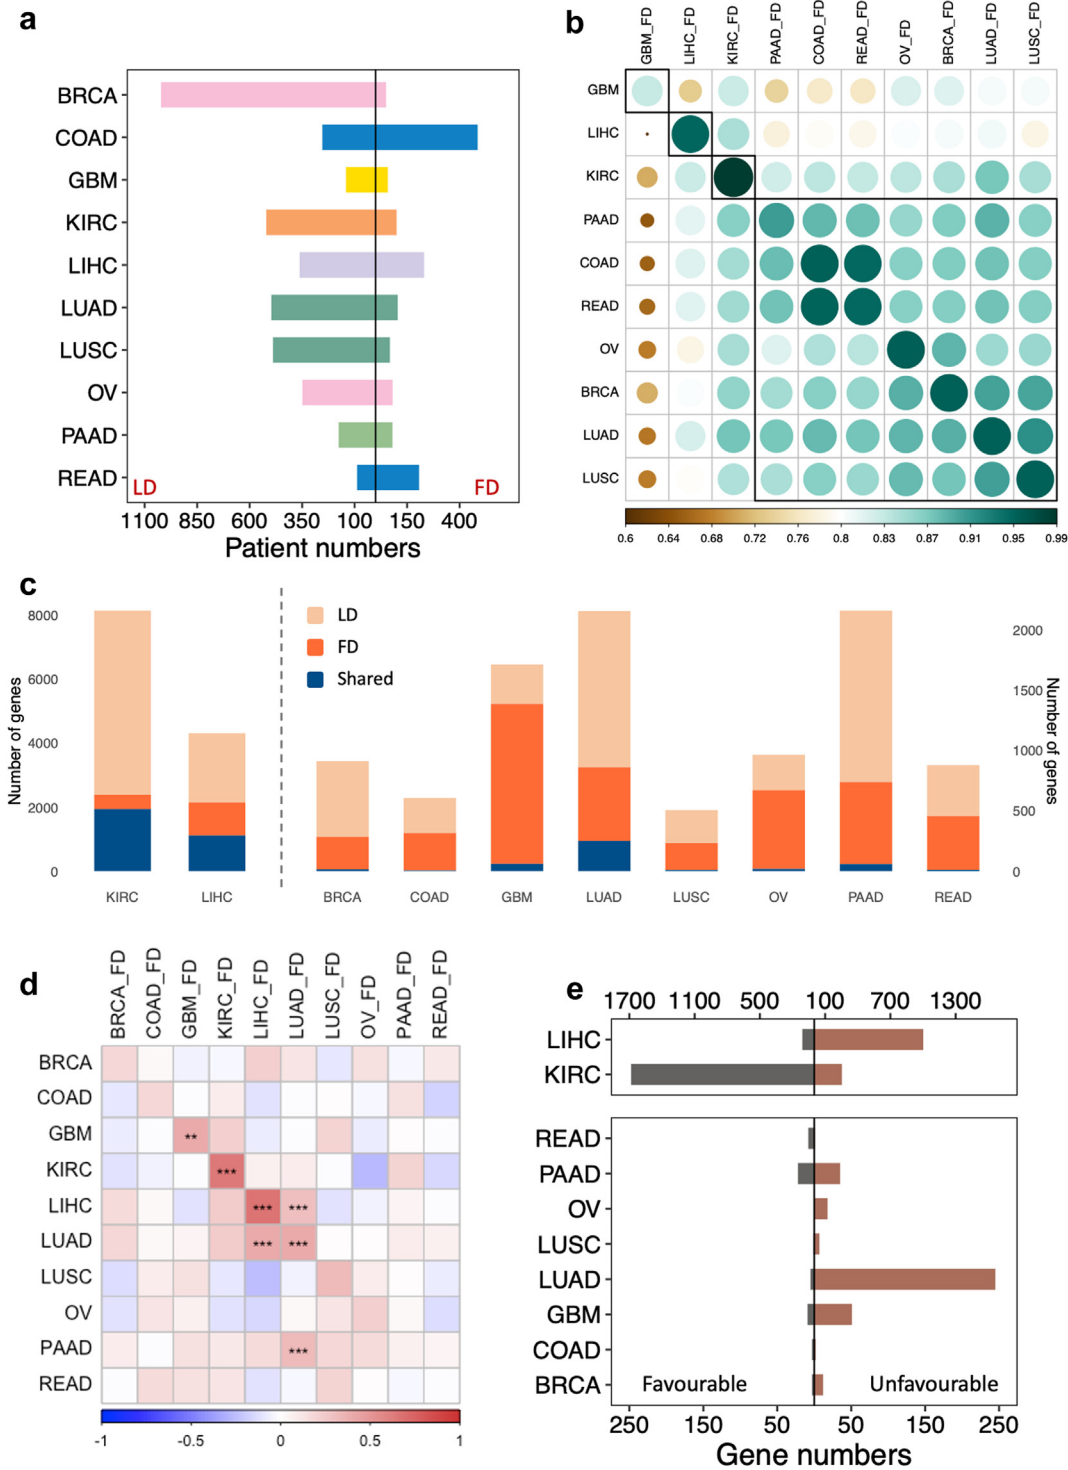 a
BRCA
COAD
GBM
KIRC
LIHC
LUAD
LUSC
OV
PAAD
READ
LD
FD
1100 850 600 350 100 150 400
Patient numbers
b
GBM_FD LIHC_FD KIRC_FD PAAD_FD COAD_FD READ_FD OV_FD BRCA_FD LUAD_FD LUSC_FD
GBM
LIHC
KIRC
PAAD
COAD
READ
OV
BRCA
LUAD
LUSC
0.6 0.64 0.68 0.72 0.76 0.8 0.83 0.87 0.91 0.95 0.99
c
Number of genes
8000
6000
4000
2000
0
LD
FD
Shared
2000
1500
1000
500
0
Number of genes
KIRC LIHC BRCA COAD GBM LUAD LUSC OV PAAD READ
d
BRCA_FD COAD_FD GBM_FD KIRC_FD LIHC_FD LUAD_FD LUSC_FD OV_FD PAAD_FD READ_FD
BRCA
COAD
GBM **
KIRC ***
LIHC *** ***
LUAD *** ***
LUSC
OV
PAAD ***
READ
-1 -0.5 0 0.5 1
e
1700 1100 500 100 700 1300
LIHC
KIRC
READ
PAAD
OV
LUSC
LUAD
GBM
COAD
BRCA
Favourable Unfavourable
250 150 50 50 150 250
Gene numbers